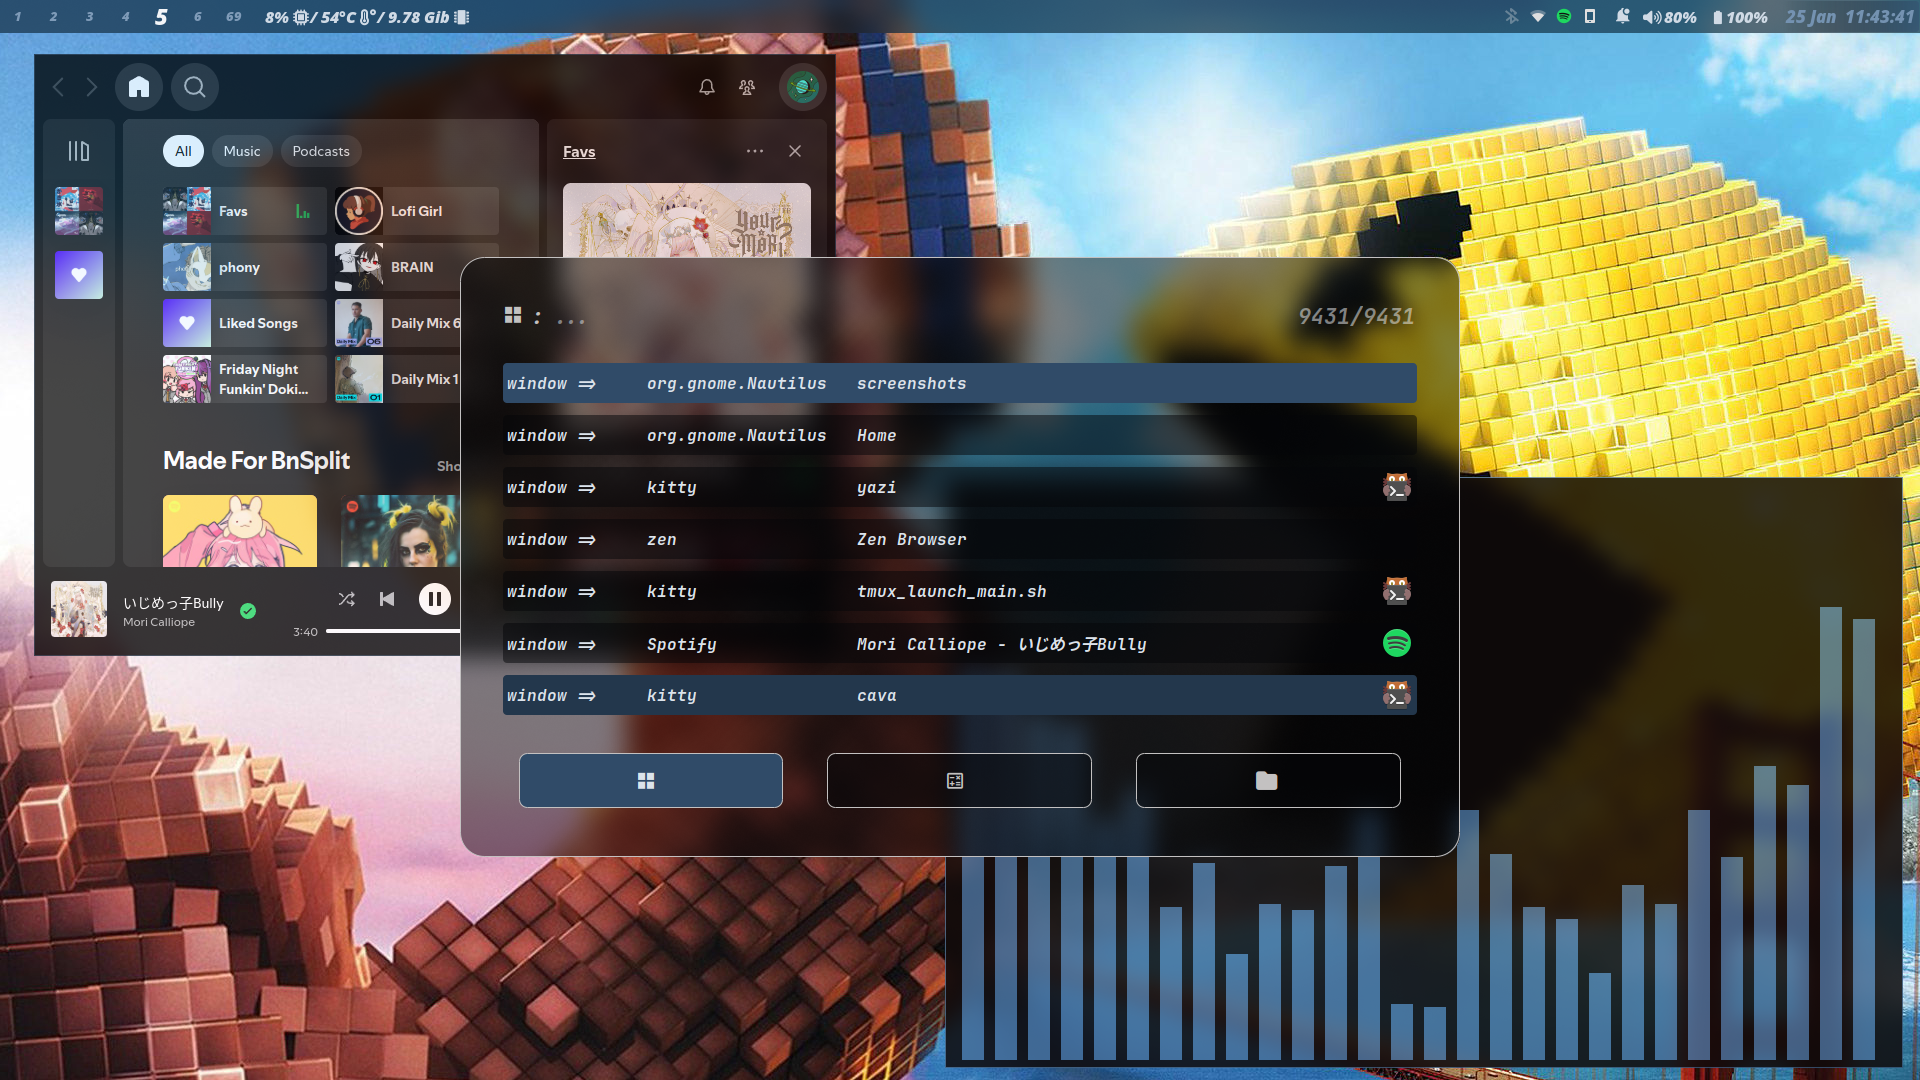 1 2 3 4 5 6 69 8% / 54°C / 9.78 Gib 80% 100% 25 Jan 11:43:41
All Music Podcasts
Favs
Favs
Lofi Girl
phony
BRAIN
Liked Songs
Daily Mix 6
Friday Night
Funkin' Doki...
Daily Mix 1
Made For BnSplit
Sho
いじめっ子Bully
Mori Calliope
3:40
YOUR MORI
: ... 9431/9431
window => org.gnome.Nautilus screenshots
window => org.gnome.Nautilus Home
window => kitty yazi
window => zen Zen Browser
window => kitty tmux_launch_main.sh
window => Spotify Mori Calliope - いじめっ子Bully
window => kitty cava